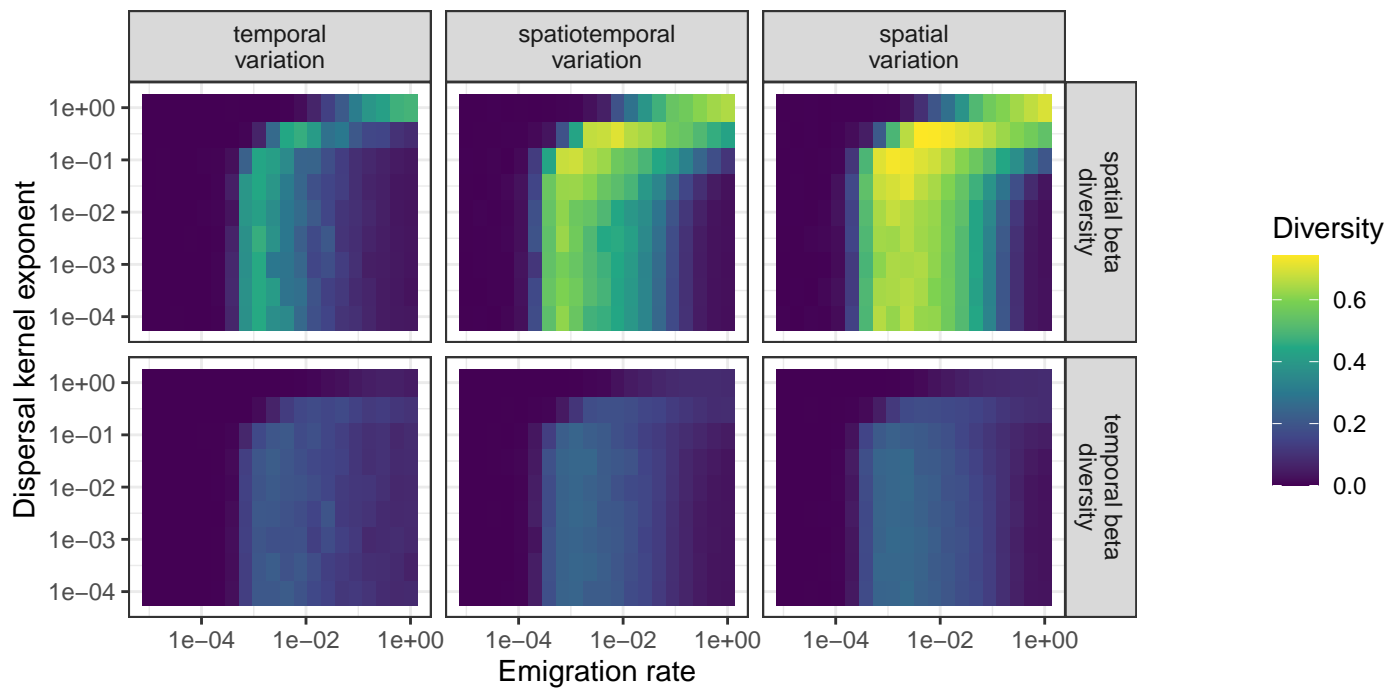 temporal
variation
spatiotemporal
variation
spatial
variation
1e+00
1e-01
1e-02
1e-03
1e-04
spatial beta
diversity
1e+00
1e-01
1e-02
1e-03
1e-04
temporal beta
diversity
Dispersal kernel exponent
1e-04
1e-02
1e+00
1e-04
1e-02
1e+00
1e-04
1e-02
1e+00
Emigration rate
Diversity
0.6
0.4
0.2
0.0